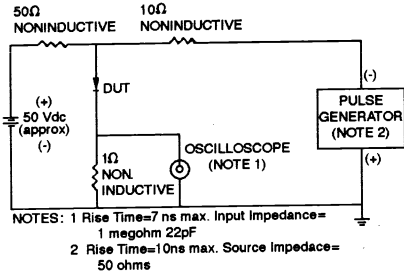 50Ω
NONINDUCTIVE
10Ω
NONINDUCTIVE
(+)
50 Vdc
(approx)
(-)
DUT
1Ω
NON.
INDUCTIVE
OSCILLOSCOPE
(NOTE 1)
(-)
PULSE
GENERATOR
(NOTE 2)
(+)
NOTES: 1 Rise Time=7 ns max. Input Impedance=
1 megohm 22pF
2 Rise Time=10ns max. Source Impedace=
50 ohms